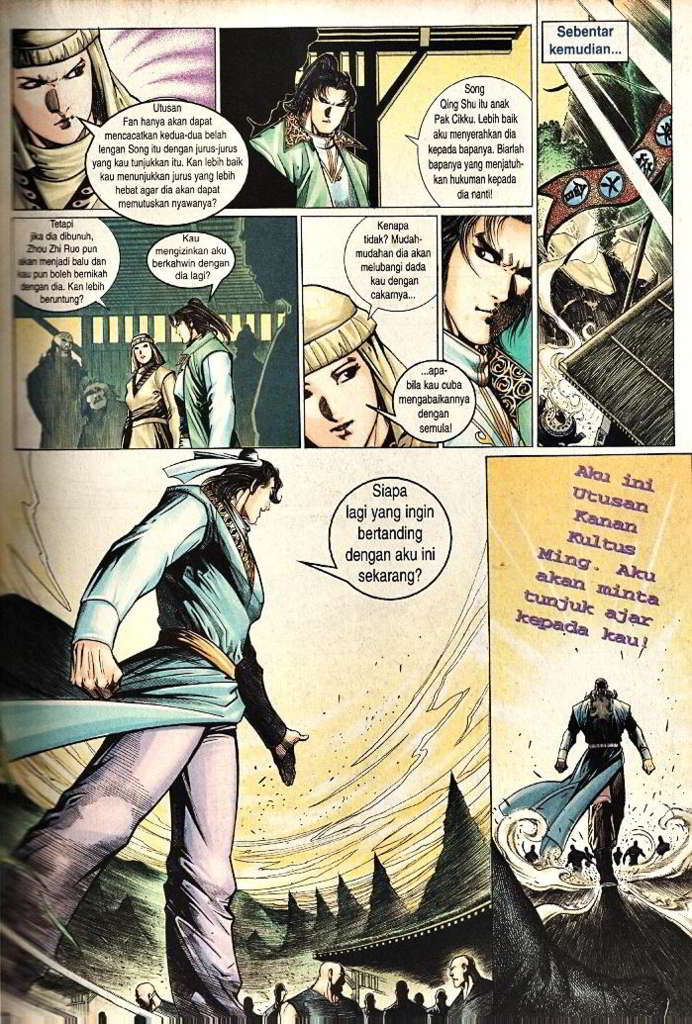 Utusan
Fan hanya akan dapat
mencacatkan kedua-dua belah
lengan Song itu dengan jurus-jurus
yang kau tunjukkan itu. Kan lebih baik
kau menunjukkan jurus yang lebih
hebat agar dia akan dapat
memutuskan nyawanya?
Song
Qing Shu itu anak
Pak Cikku. Lebih baik
aku menyerahkan dia
kepada bapanya. Biarlah
bapanya yang menjatuh-
kan hukuman kepada
dia nanti!
Sebentar
kemudian...
Tetapi
jika dia dibunuh,
Zhou Zhi Ruo pun
akan menjadi balu dan
kau pun boleh bernikah
dengan dia. Kan lebih
beruntung?
Kau
mengizinkan aku
berkahwin dengan
dia lagi?
Kenapa
tidak? Mudah-
mudahan dia akan
melubangi dada
kau dengan
cakarnya...
...apa-
bila kau cuba
mengabaikannya
dengan
semula!
Siapa
lagi yang ingin
bertanding
dengan aku ini
sekarang?
Aku ini
Utusan
Kanan
Kultus
Ming. Aku
akan minta
tunjuk ajar
kepada kau!